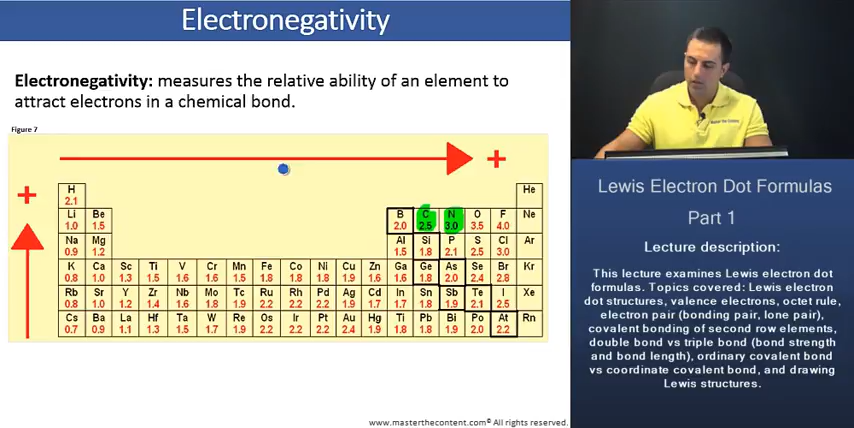 Electronegativity
Electronegativity: measures the relative ability of an element to
attract electrons in a chemical bond.
Figure 7
+
+
H He
2.1
Li Be B C N O F Ne
1.0 1.5 2.0 2.5 3.0 3.5 4.0
Na Mg Al Si P S Cl Ar
0.9 1.2 1.5 1.8 2.1 2.5 3.0
K Ca Sc Ti V Cr Mn Fe Co Ni Cu Zn Ga Ge As Se Br Kr
0.8 1.0 1.3 1.5 1.6 1.6 1.5 1.8 1.8 1.8 1.9 1.6 1.6 1.8 2.0 2.4 2.8
Rb Sr Y Zr Nb Mo Tc Ru Rh Pd Ag Cd In Sn Sb Te I Xe
0.8 1.0 1.2 1.4 1.6 1.8 1.9 2.2 2.2 2.2 1.9 1.7 1.7 1.8 1.9 2.1 2.5
Cs Ba La Hf Ta W Re Os Ir Pt Au Hg Pb Bi Po At Rn
0.7 0.9 1.1 1.3 1.5 1.7 1.9 2.2 2.2 2.2 2.4 1.9 1.8 1.8 1.9 2.0 2.2
www.masterthecontent.com© All rights reserved.
Lewis Electron Dot Formulas
Part 1
Lecture description:
This lecture examines Lewis electron dot
formulas. Topics covered: Lewis electron
dot structures, valence electrons, octet rule,
electron pair (bonding pair, lone pair),
covalent bonding of second row elements,
double bond vs triple bond (bond strength
and bond length), ordinary covalent bond
vs coordinate covalent bond, and drawing
Lewis structures.